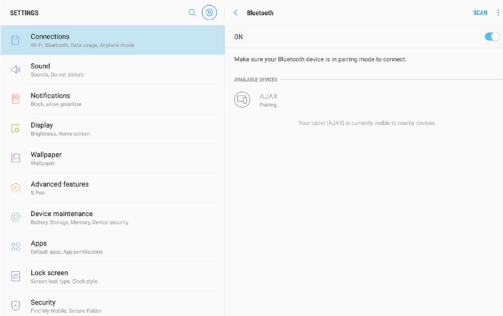 SETTINGS
Connections
Wi-Fi, Bluetooth, Data usage, Airplane mode
Sound
Sounds, Do not disturb
Notifications
Block, allow, prioritize
Display
Brightness, Home screen
Wallpaper
Wallpaper
Advanced features
S Pen
Device maintenance
Battery, Storage, Memory, Device security
Apps
Default apps, App permissions
Lock screen
Screen lock type, Clock style
Security
Find My Mobile, Secure Folder
Bluetooth
SCAN
ON
Make sure your Bluetooth device is in pairing mode to connect.
AVAILABLE DEVICES
AJAX
Pairing...
Your tablet (AJAX) is currently visible to nearby devices.